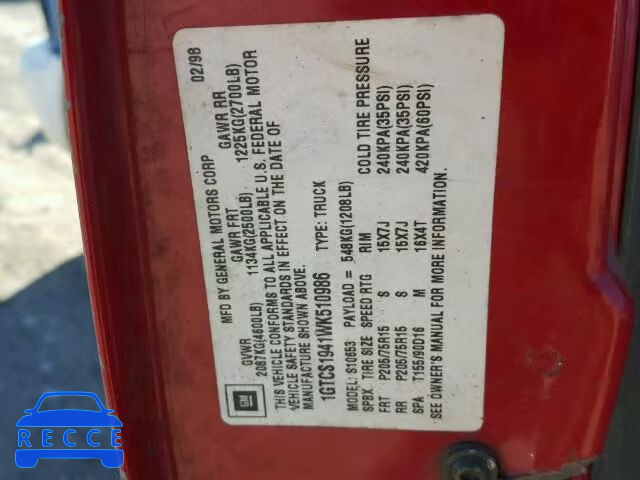 MFD BY GENERAL MOTORS CORP 02/98
GVWR GAWR FRT GAWR RR
2087KG(4600LB) 1134KG(2500LB) 1225KG(2700LB)
THIS VEHICLE CONFORMS TO ALL APPLICABLE U.S. FEDERAL MOTOR
VEHICLE SAFETY STANDARDS IN EFFECT ON THE DATE OF
MANUFACTURE SHOWN ABOVE.
GM
1GTCS1941WK510986 TYPE: TRUCK
MODEL: S10653 PAYLOAD = 548KG(1208LB)
SPBX. TIRE SIZE SPEED RTG RIM COLD TIRE PRESSURE
FRT P205/75R15 S 15X7J 240KPA(35PSI)
RR P205/75R15 S 15X7J 240KPA(35PSI)
SPA T155/90D16 M 16X4T 420KPA(60PSI)
SEE OWNER'S MANUAL FOR MORE INFORMATION.
RECCE